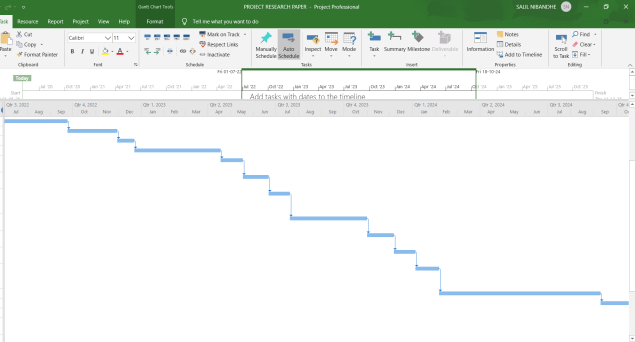 Gantt Chart Tools
PROJECT RESEARCH PAPER - Project Professional
SALIL NIBANDHE
SN
Task Resource Report Project View Help Format Tell me what you want to do
Paste
Cut
Copy
Format Painter
Clipboard
Calibri 11
B I U
Font
Mark on Track
Respect Links
Inactivate
Schedule
Manually Schedule
Auto Schedule
Inspect Move Mode
Tasks
Task Summary Milestone Deliverable
Insert
Information
Notes
Details
Add to Timeline
Properties
Scroll to Task
Find
Clear
Fill
Editing
Today
Fri 18-10-24
Start
Jul '22 Oct '22 Jan '23 Apr '23 Jul '23 Oct '23 Jan '24 Apr '24 Jul '24
Finish
Add tasks with dates to the timeline
Qtr 3, 2022 Qtr 4, 2022 Qtr 1, 2023 Qtr 2, 2023 Qtr 3, 2023 Qtr 4, 2023 Qtr 1, 2024 Qtr 2, 2024 Qtr 3, 2024
Jul Aug Sep Oct Nov Dec Jan Feb Mar Apr May Jun Jul Aug Sep Oct Nov Dec Jan Feb Mar Apr May Jun Jul Aug Sep